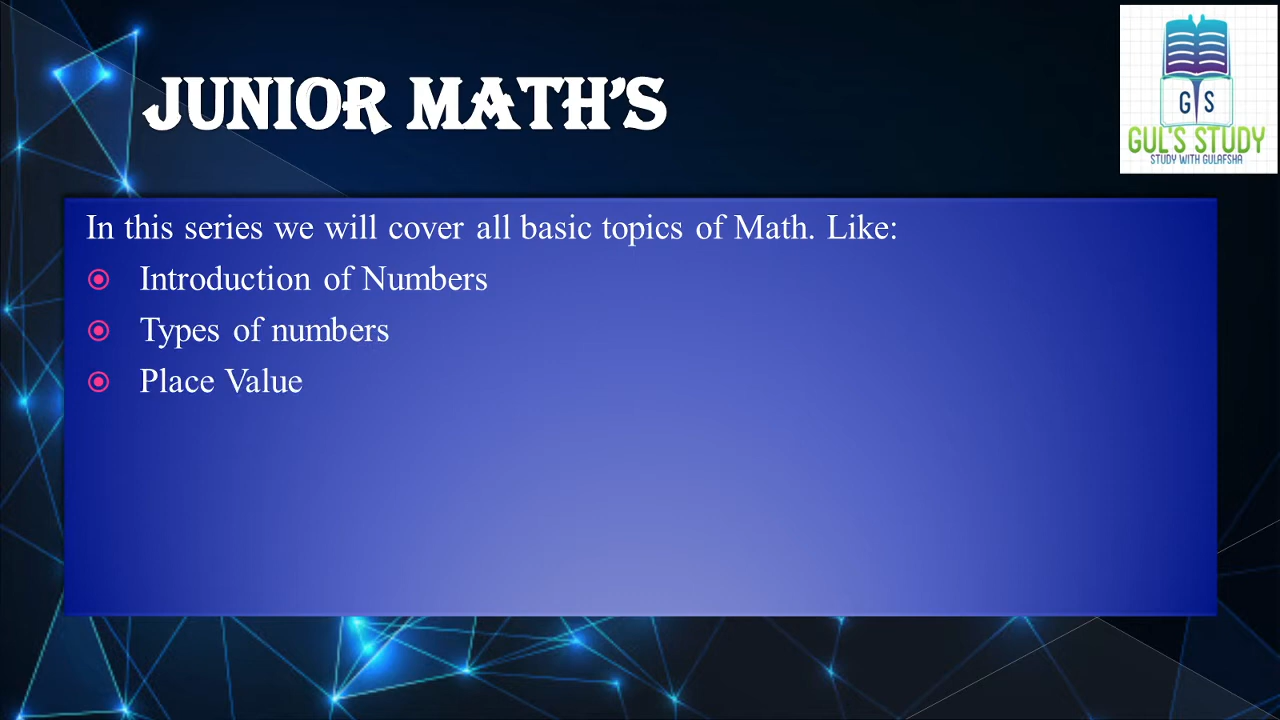 JUNIOR MATH'S
G S
GUL'S STUDY
STUDY WITH GULAFSHA
In this series we will cover all basic topics of Math. Like:
Introduction of Numbers
Types of numbers
Place Value